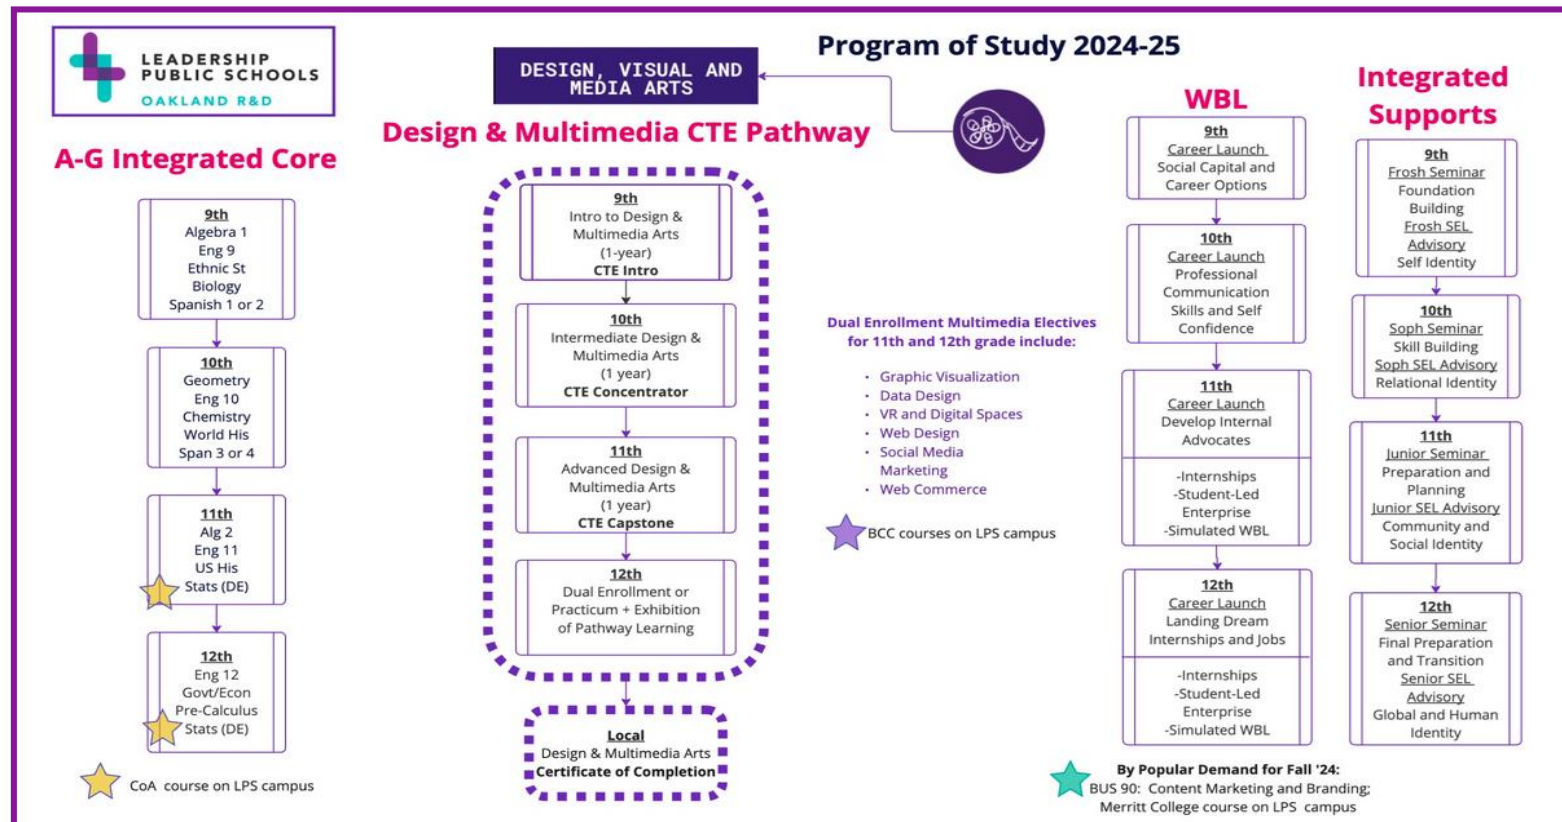 LEADERSHIP
PUBLIC SCHOOLS
OAKLAND R&D
DESIGN, VISUAL AND
MEDIA ARTS
Program of Study 2024-25
A-G Integrated Core
9th
Algebra 1
Eng 9
Ethnic St
Biology
Spanish 1 or 2
10th
Geometry
Eng 10
Chemistry
World His
Span 3 or 4
11th
Alg 2
Eng 11
US His
Stats (DE)
12th
Eng 12
Govt/Econ
Pre-Calculus
Stats (DE)
CoA course on LPS campus
Design & Multimedia CTE Pathway
9th
Intro to Design &
Multimedia Arts
(1-year)
CTE Intro
10th
Intermediate Design &
Multimedia Arts
(1 year)
CTE Concentrator
11th
Advanced Design &
Multimedia Arts
(1 year)
CTE Capstone
12th
Dual Enrollment or
Practicum + Exhibition
of Pathway Learning
Local
Design & Multimedia Arts
Certificate of Completion
Dual Enrollment Multimedia Electives
for 11th and 12th grade include:
• Graphic Visualization
• Data Design
• VR and Digital Spaces
• Web Design
• Social Media
Marketing
• Web Commerce
BCC courses on LPS campus
WBL
9th
Career Launch
Social Capital and
Career Options
10th
Career Launch
Professional
Communication
Skills and Self
Confidence
11th
Career Launch
Develop Internal
Advocates
-Internships
-Student-Led
Enterprise
-Simulated WBL
12th
Career Launch
Landing Dream
Internships and Jobs
-Internships
-Student-Led
Enterprise
-Simulated WBL
By Popular Demand for Fall '24:
BUS 90: Content Marketing and Branding;
Merritt College course on LPS campus
Integrated
Supports
9th
Frosh Seminar
Foundation
Building
Frosh SEL
Advisory
Self Identity
10th
Soph Seminar
Skill Building
Soph SEL Advisory
Relational Identity
11th
Junior Seminar
Preparation and
Planning
Junior SEL Advisory
Community and
Social Identity
12th
Senior Seminar
Final Preparation
and Transition
Senior SEL
Advisory
Global and Human
Identity